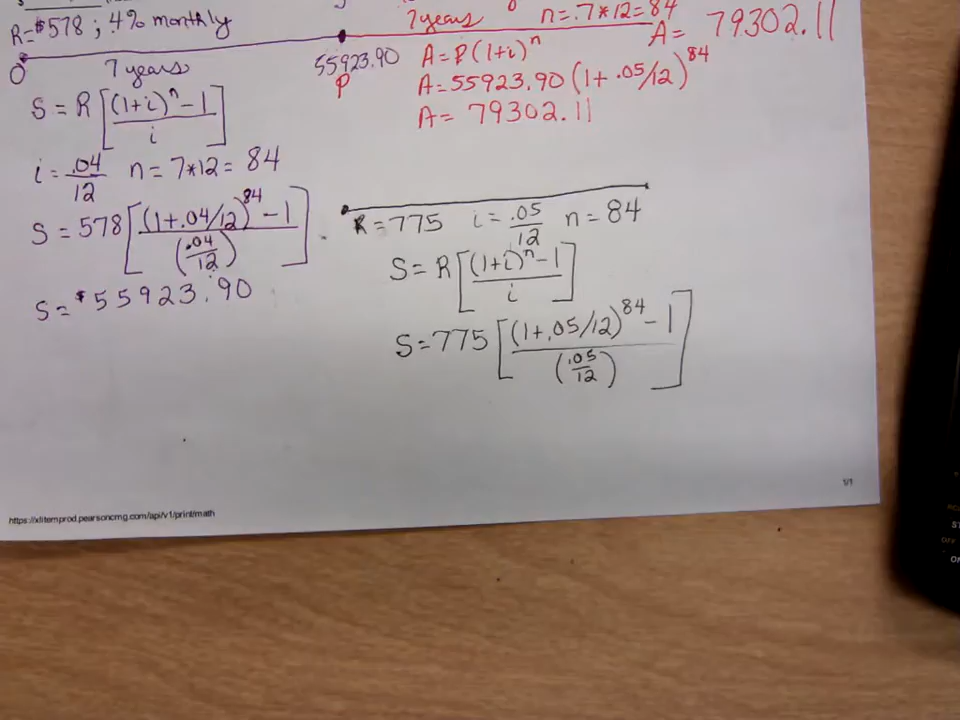 R=$578 ; 4% monthly
7 years n = .7*12 = 84
A= 79302.11
0
7 years
55923.90
P
A=P(1+i)^n
A=55923.90(1+ .05/12)^84
A= 79302.11
S = R[(1+i)^n - 1 / i]
i = .04/12 n = 7*12 = 84
S = 578[(1+.04/12)^84 - 1 / (.04/12)]
S= $55923.90
R=775 i = .05/12 n = 84
S= R[(1+i)^n - 1 / i]
S=775[(1+.05/12)^84 - 1 / (.05/12)]
1/1
https://xlitemprod.pearsoncmg.com/api/v1/print/math